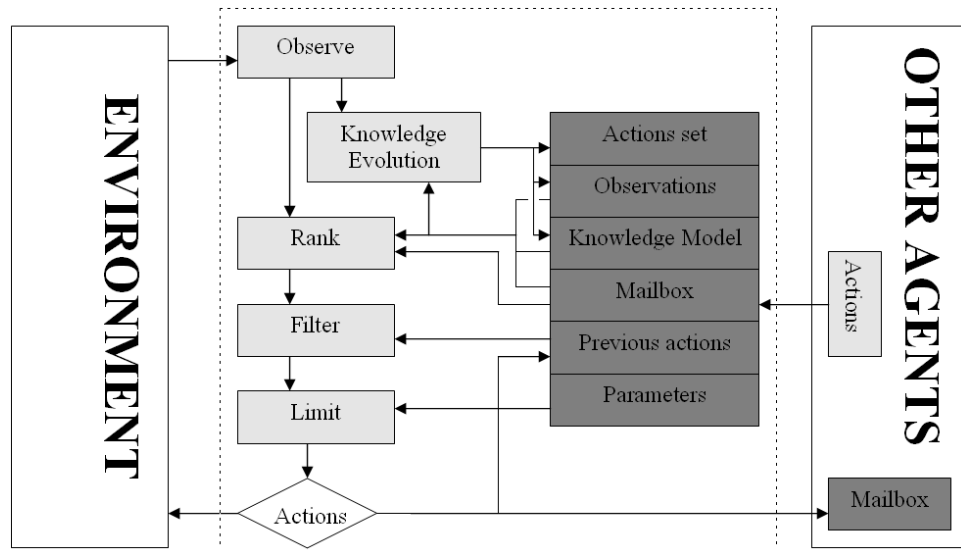 ENVIRONMENT
Observe
Knowledge
Evolution
Rank
Filter
Limit
Actions
Actions set
Observations
Knowledge Model
Mailbox
Previous actions
Parameters
OTHER AGENTS
Actions
Mailbox